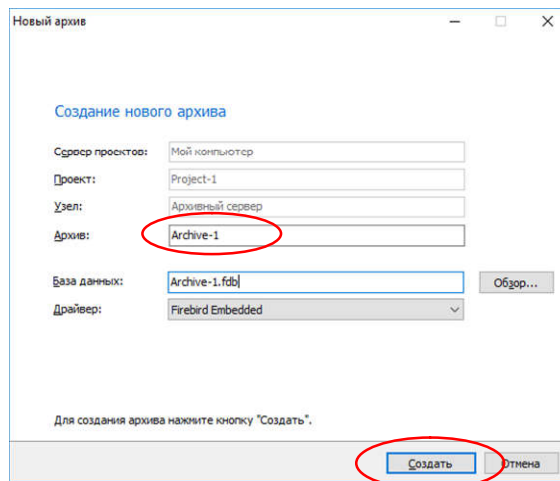 Новый архив
Создание нового архива
Сервер проектов: Мой компьютер
Проект: Project-1
Узел: Архивный сервер
Архив: Archive-1
База данных: Archive-1.fdb Обзор...
Драйвер: Firebird Embedded
Для создания архива нажмите кнопку "Создать".
Создать Отмена